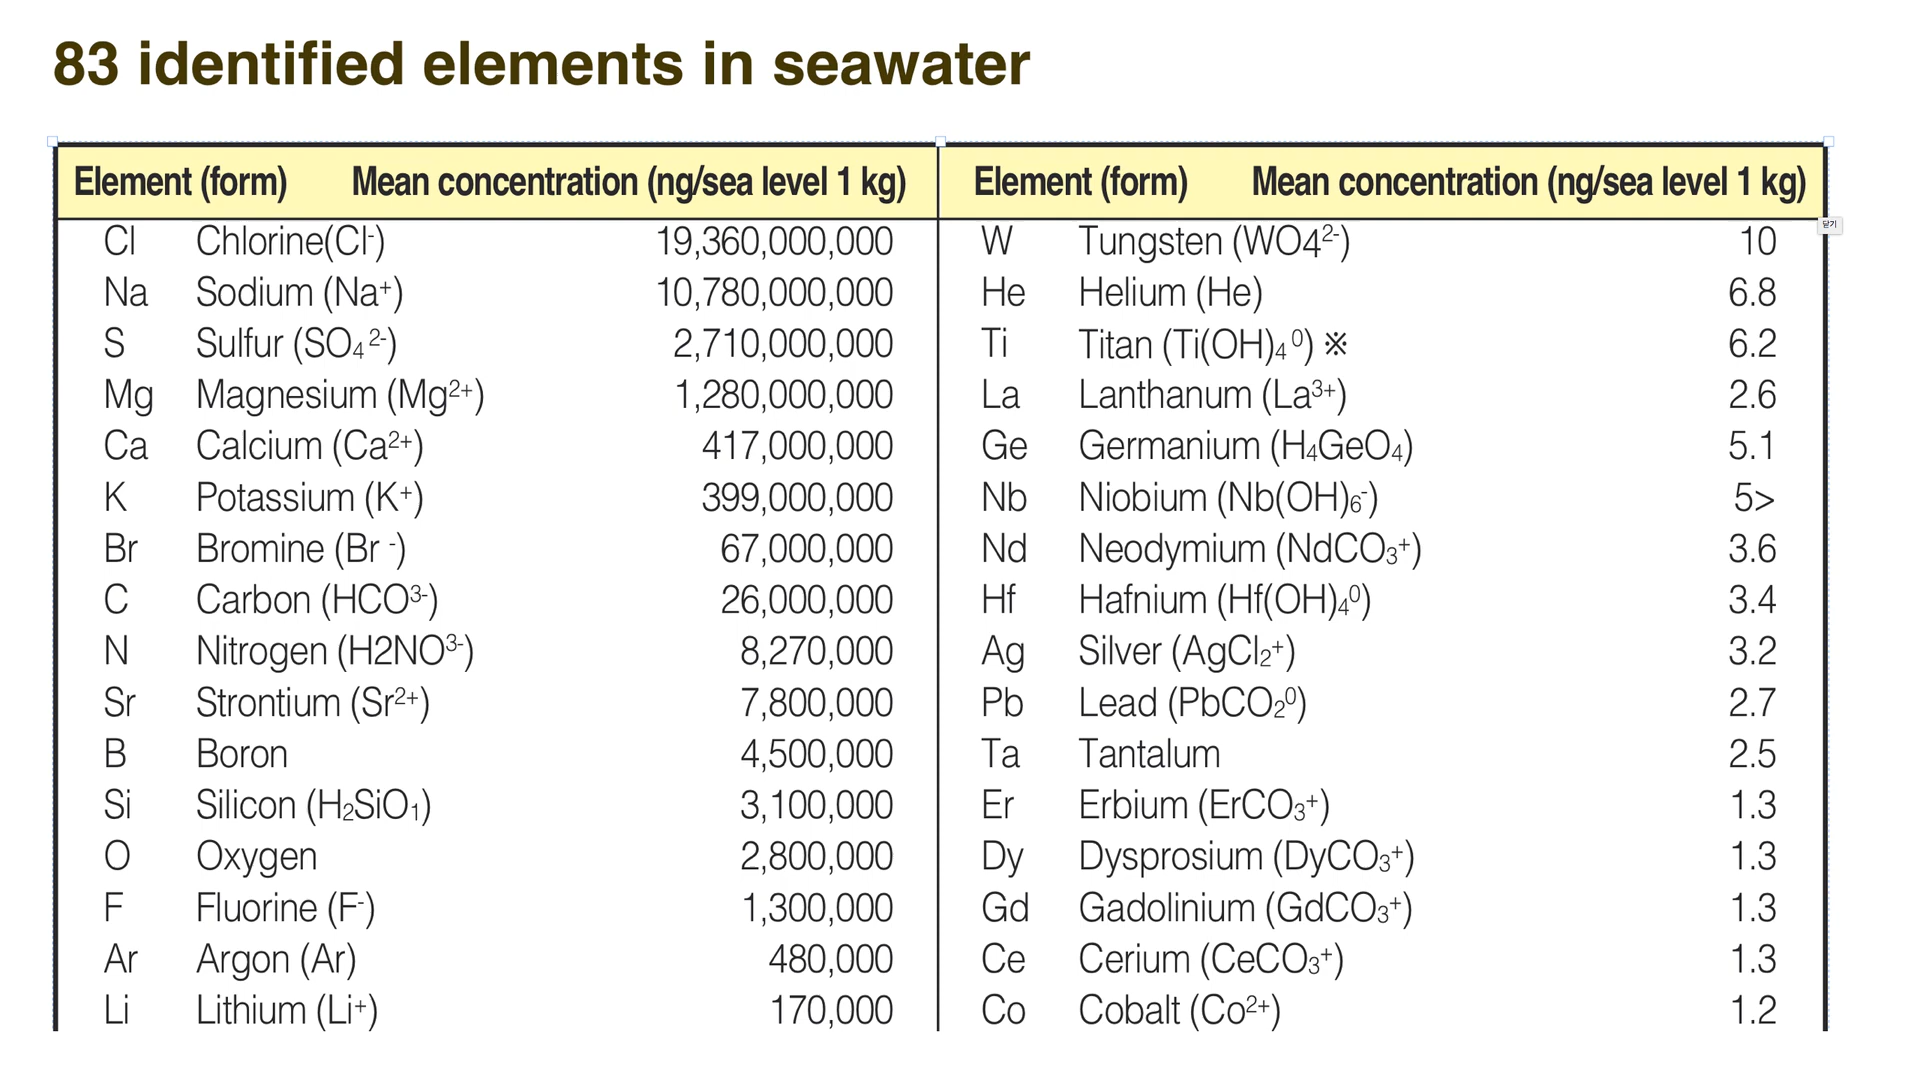 83 identified elements in seawater
Element (form) Mean concentration (ng/sea level 1 kg) Element (form) Mean concentration (ng/sea level 1 kg)
닫기
Cl Chlorine(Cl⁻) 19,360,000,000 W Tungsten (WO4²⁻) 10
Na Sodium (Na⁺) 10,780,000,000 He Helium (He) 6.8
S Sulfur (SO₄²⁻) 2,710,000,000 Ti Titan (Ti(OH)₄⁰) ※ 6.2
Mg Magnesium (Mg²⁺) 1,280,000,000 La Lanthanum (La³⁺) 2.6
Ca Calcium (Ca²⁺) 417,000,000 Ge Germanium (H₄GeO₄) 5.1
K Potassium (K⁺) 399,000,000 Nb Niobium (Nb(OH)₆⁻) 5>
Br Bromine (Br ⁻) 67,000,000 Nd Neodymium (NdCO₃⁺) 3.6
C Carbon (HCO³⁻) 26,000,000 Hf Hafnium (Hf(OH)₄⁰) 3.4
N Nitrogen (H2NO³⁻) 8,270,000 Ag Silver (AgCl₂⁺) 3.2
Sr Strontium (Sr²⁺) 7,800,000 Pb Lead (PbCO₂⁰) 2.7
B Boron 4,500,000 Ta Tantalum 2.5
Si Silicon (H₂SiO₁) 3,100,000 Er Erbium (ErCO₃⁺) 1.3
O Oxygen 2,800,000 Dy Dysprosium (DyCO₃⁺) 1.3
F Fluorine (F⁻) 1,300,000 Gd Gadolinium (GdCO₃⁺) 1.3
Ar Argon (Ar) 480,000 Ce Cerium (CeCO₃⁺) 1.3
Li Lithium (Li⁺) 170,000 Co Cobalt (Co²⁺) 1.2